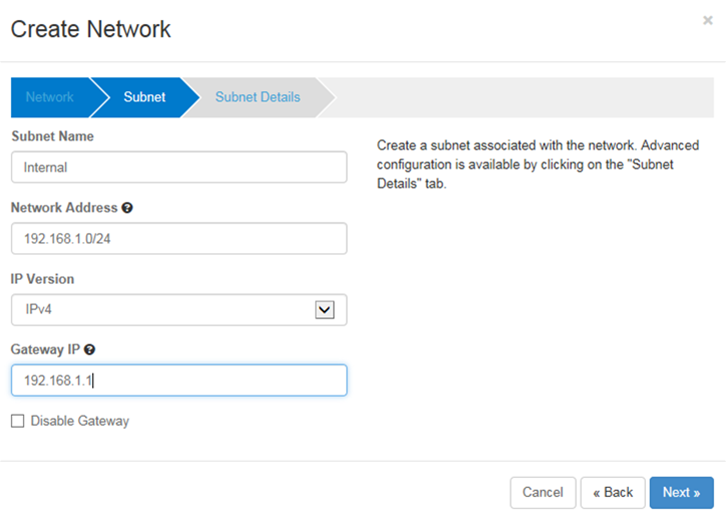 Create Network
×
Network
Subnet
Subnet Details
Subnet Name
Internal
Network Address ?
192.168.1.0/24
IP Version
IPv4
Gateway IP ?
192.168.1.1
Disable Gateway
Create a subnet associated with the network. Advanced
configuration is available by clicking on the "Subnet
Details" tab.
Cancel
« Back
Next »